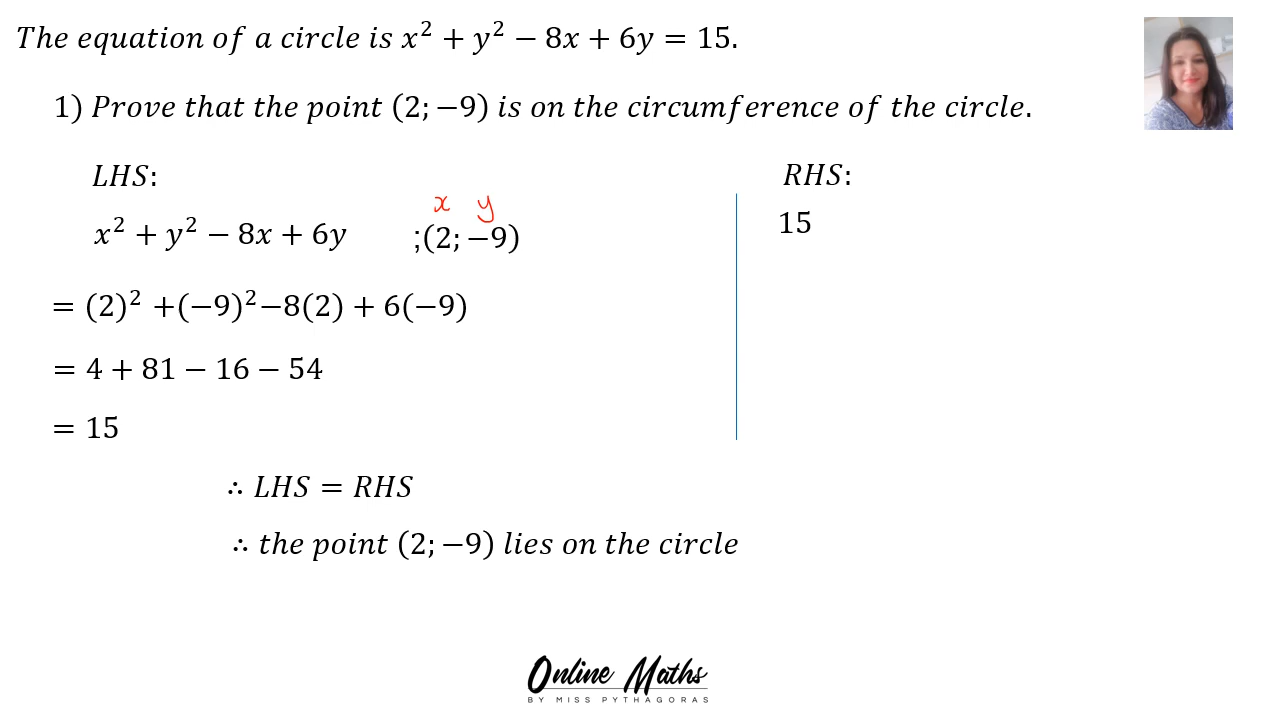 The equation of a circle is x² + y² − 8x + 6y = 15.
1) Prove that the point (2; −9) is on the circumference of the circle.
LHS:
x y
x² + y² − 8x + 6y ;(2; −9)
= (2)² +(−9)²−8(2) + 6(−9)
= 4 + 81 − 16 − 54
= 15
RHS:
15
∴ LHS = RHS
∴ the point (2; −9) lies on the circle
Online Maths
BY MISS PYTHAGORAS